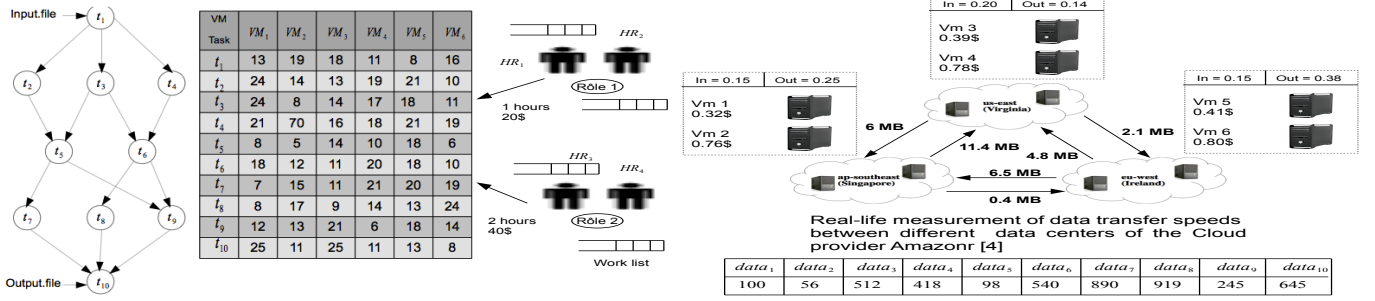 Input.file
t1
t2
t3
t4
t5
t6
t7
t8
t9
t10
Output.file
VM Task VM1 VM2 VM3 VM4 VM5 VM6
t1 13 19 18 11 8 16
t2 24 14 13 19 21 10
t3 24 8 14 17 18 11
t4 21 70 16 18 21 19
t5 8 5 14 10 18 6
t6 18 12 11 20 18 10
t7 7 15 11 21 20 19
t8 8 17 9 14 13 24
t9 12 13 21 6 18 14
t10 25 11 25 11 13 8
HR2
HR1
Rôle 1
1 hours
20$
HR3
HR4
Rôle 2
2 hours
40$
Work list
In = 0.20 Out = 0.14
Vm 3
0.39$
Vm 4
0.78$
In = 0.15 Out = 0.25
Vm 1
0.32$
Vm 2
0.76$
In = 0.15 Out = 0.38
Vm 5
0.41$
Vm 6
0.80$
us-east
(Virginia)
6 MB
2.1 MB
11.4 MB
4.8 MB
6.5 MB
0.4 MB
ap-southeast
(Singapore)
eu-west
(Ireland)
Real-life measurement of data transfer speeds
between different data centers of the Cloud
provider Amazonr [4]
data1 data2 data3 data4 data5 data6 data7 data8 data9 data10
100 56 512 418 98 540 890 919 245 645